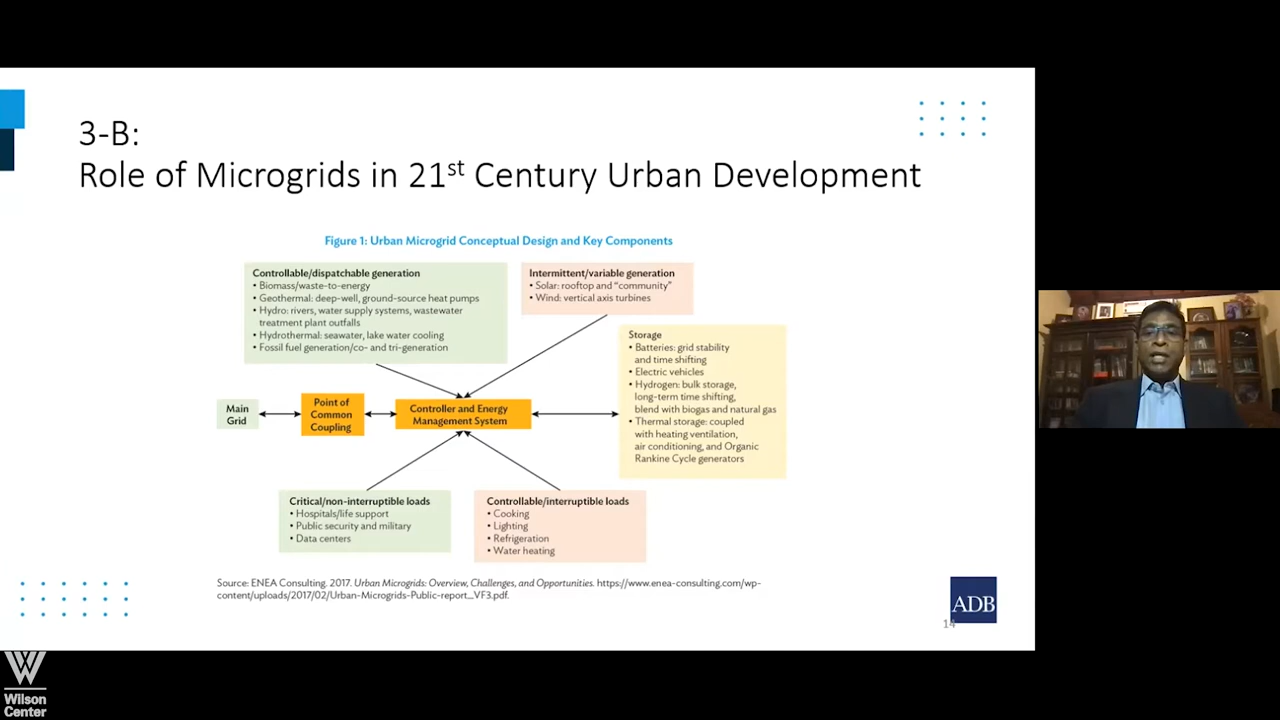 3-B:
Role of Microgrids in 21st Century Urban Development
Figure 1: Urban Microgrid Conceptual Design and Key Components
Controllable/dispatchable generation
• Biomass/waste-to-energy
• Geothermal: deep-well, ground-source heat pumps
• Hydro: rivers, water supply systems, wastewater
treatment plant outfalls
• Hydrothermal: seawater, lake water cooling
• Fossil fuel generation/co- and tri-generation
Intermittent/variable generation
• Solar: rooftop and “community”
• Wind: vertical axis turbines
Storage
• Batteries: grid stability
and time shifting
• Electric vehicles
• Hydrogen: bulk storage,
long-term time shifting,
blend with biogas and natural gas
• Thermal storage: coupled
with heating ventilation,
air conditioning, and Organic
Rankine Cycle generators
Main
Grid
Point of
Common
Coupling
Controller and Energy
Management System
Critical/non-interruptible loads
• Hospitals/life support
• Public security and military
• Data centers
Controllable/interruptible loads
• Cooking
• Lighting
• Refrigeration
• Water heating
Source: ENEA Consulting. 2017. Urban Microgrids: Overview, Challenges, and Opportunities. https://www.enea-consulting.com/wp-
content/uploads/2017/02/Urban-Microgrids-Public-report_VF3.pdf.
ADB
14
Wilson
Center